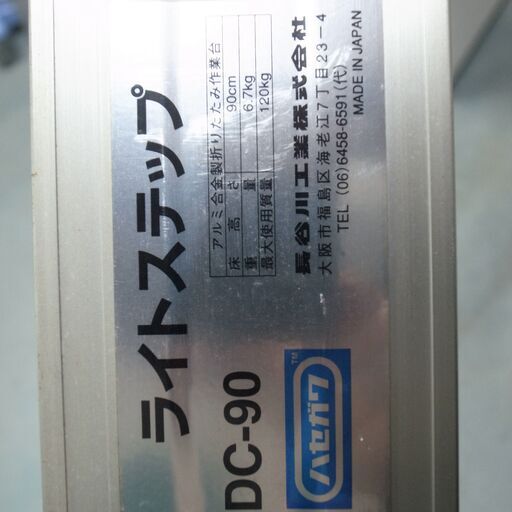 ライトステップ
DC-90
アルミ合金製折りたたみ作業台
床高さ 90cm
重量 6.7kg
最大使用質量 120kg
ハセガワ TM
長谷川工業株式会社
大阪市福島区海老江7丁目23-4
TEL (06)6458-6591(代)
MADE IN JAPAN